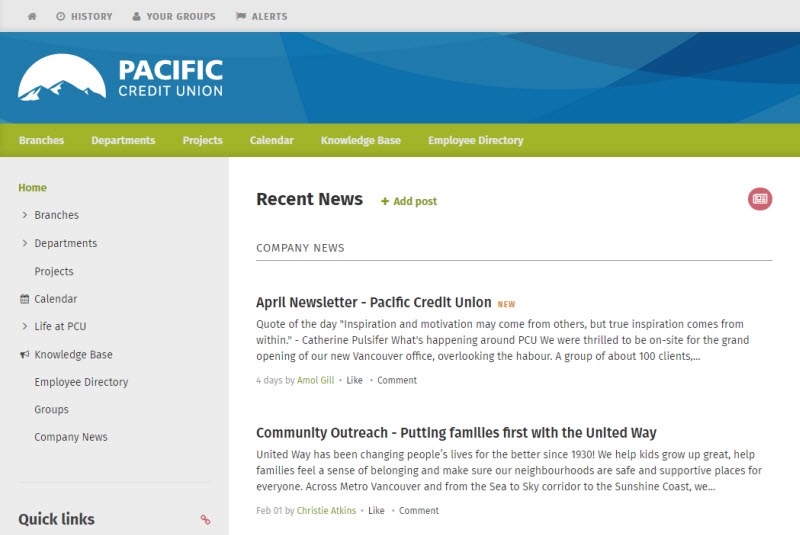 HISTORY YOUR GROUPS ALERTS
PACIFIC
CREDIT UNION
Branches Departments Projects Calendar Knowledge Base Employee Directory
Home
Branches
Departments
Projects
Calendar
Life at PCU
Knowledge Base
Employee Directory
Groups
Company News
Quick links
Recent News + Add post
COMPANY NEWS
April Newsletter - Pacific Credit Union NEW
Quote of the day "Inspiration and motivation may come from others, but true inspiration comes from
within." - Catherine Pulsifer What's happening around PCU We were thrilled to be on-site for the grand
opening of our new Vancouver office, overlooking the habour. A group of about 100 clients,...
4 days by Amol Gill • Like • Comment
Community Outreach - Putting families first with the United Way
United Way has been changing people's lives for the better since 1930! We help kids grow up great, help
families feel a sense of belonging and make sure our neighbourhoods are safe and supportive places for
everyone. Across Metro Vancouver and from the Sea to Sky corridor to the Sunshine Coast, we...
Feb 01 by Christie Atkins • Like • Comment